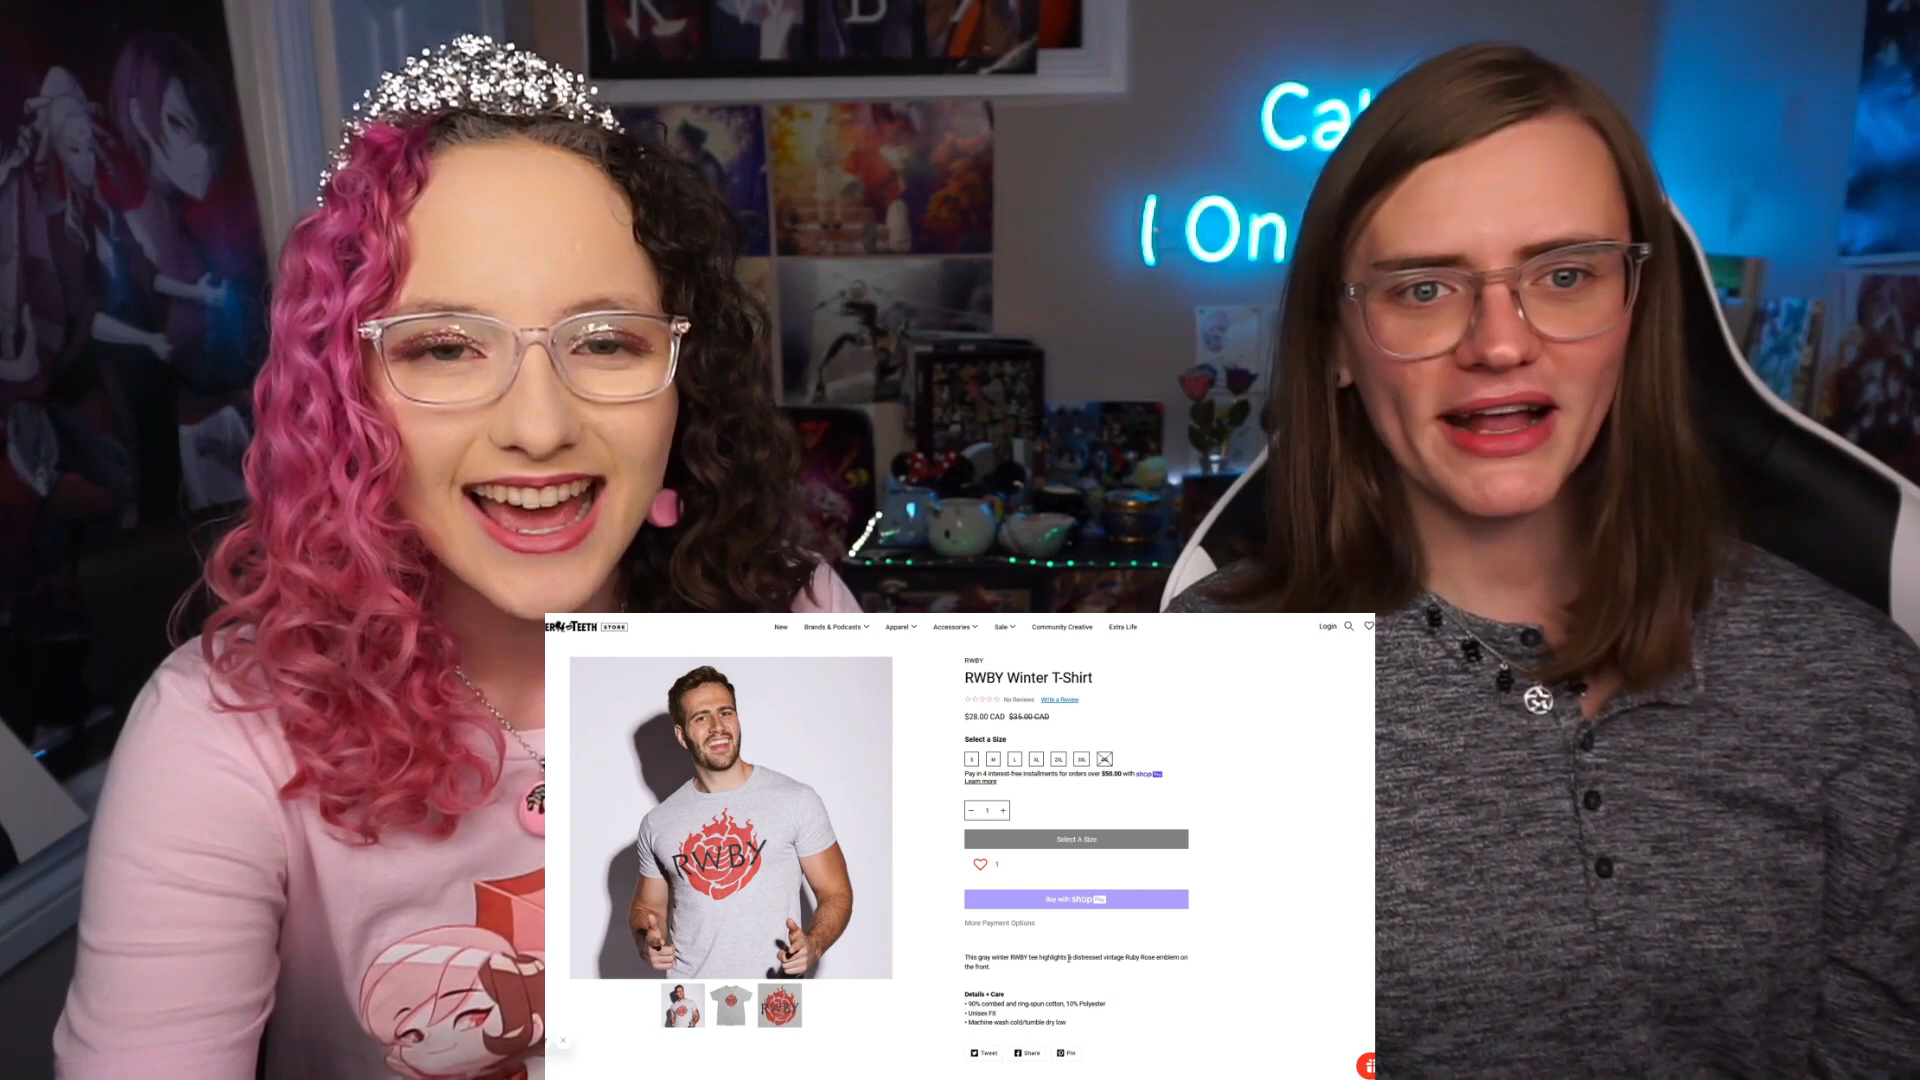 R W B Y
Ca
I On
ER TEETH STORE
New Brands & Podcasts Apparel Accessories Sale Community Creative Extra Life
Login
RWBY
RWBY Winter T-Shirt
No Reviews Write a Review
$28.00 CAD $35.00 CAD
Select a Size
S M L XL 2XL 3XL
Pay in 4 interest-free installments for orders over $50.00 with shop Pay
Learn more
− 1 +
Select A Size
1
Buy with shop Pay
More Payment Options
This gray winter RWBY tee highlights a distressed vintage Ruby Rose emblem on
the front.
Details + Care
• 90% combed and ring-spun cotton, 10% Polyester
• Unisex Fit
• Machine wash cold/tumble dry low
Tweet Share Pin
RWBY
RWBY